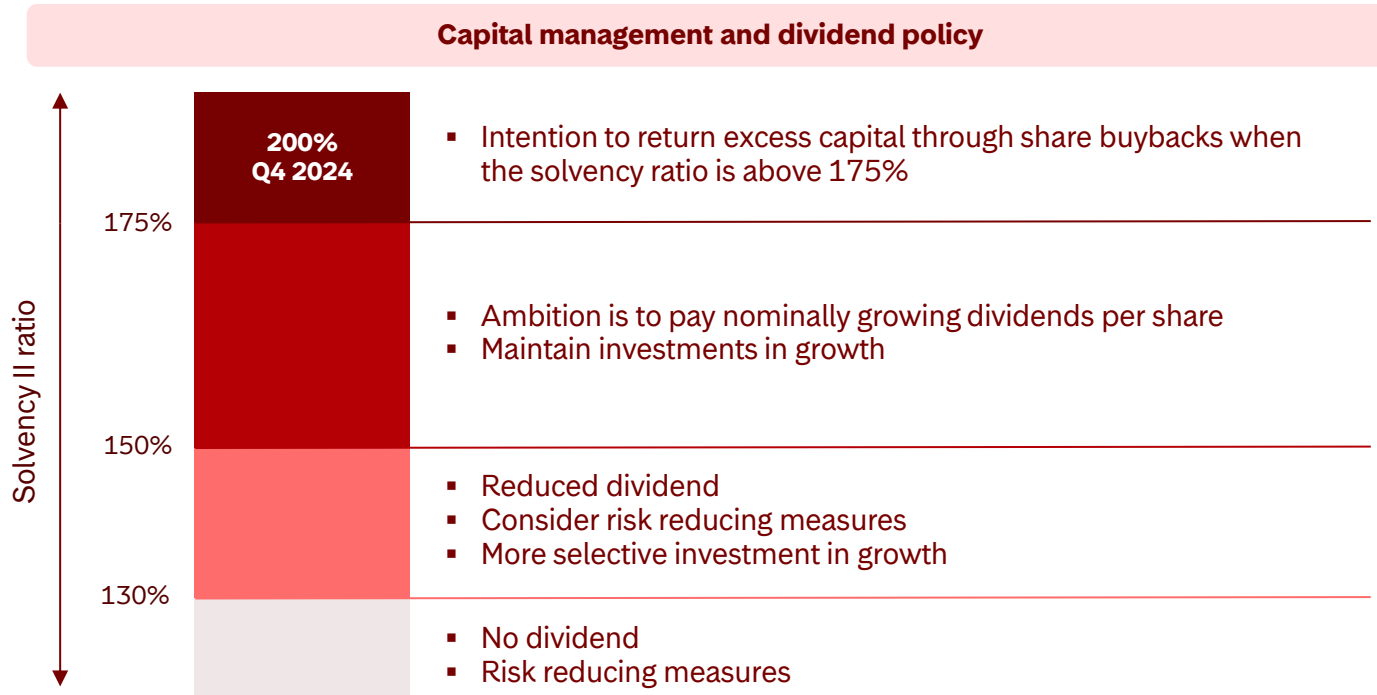 Capital management and dividend policy
200%
Q4 2024
▪ Intention to return excess capital through share buybacks when
the solvency ratio is above 175%
175%
▪ Ambition is to pay nominally growing dividends per share
▪ Maintain investments in growth
Solvency II ratio
150%
▪ Reduced dividend
▪ Consider risk reducing measures
▪ More selective investment in growth
130%
▪ No dividend
▪ Risk reducing measures